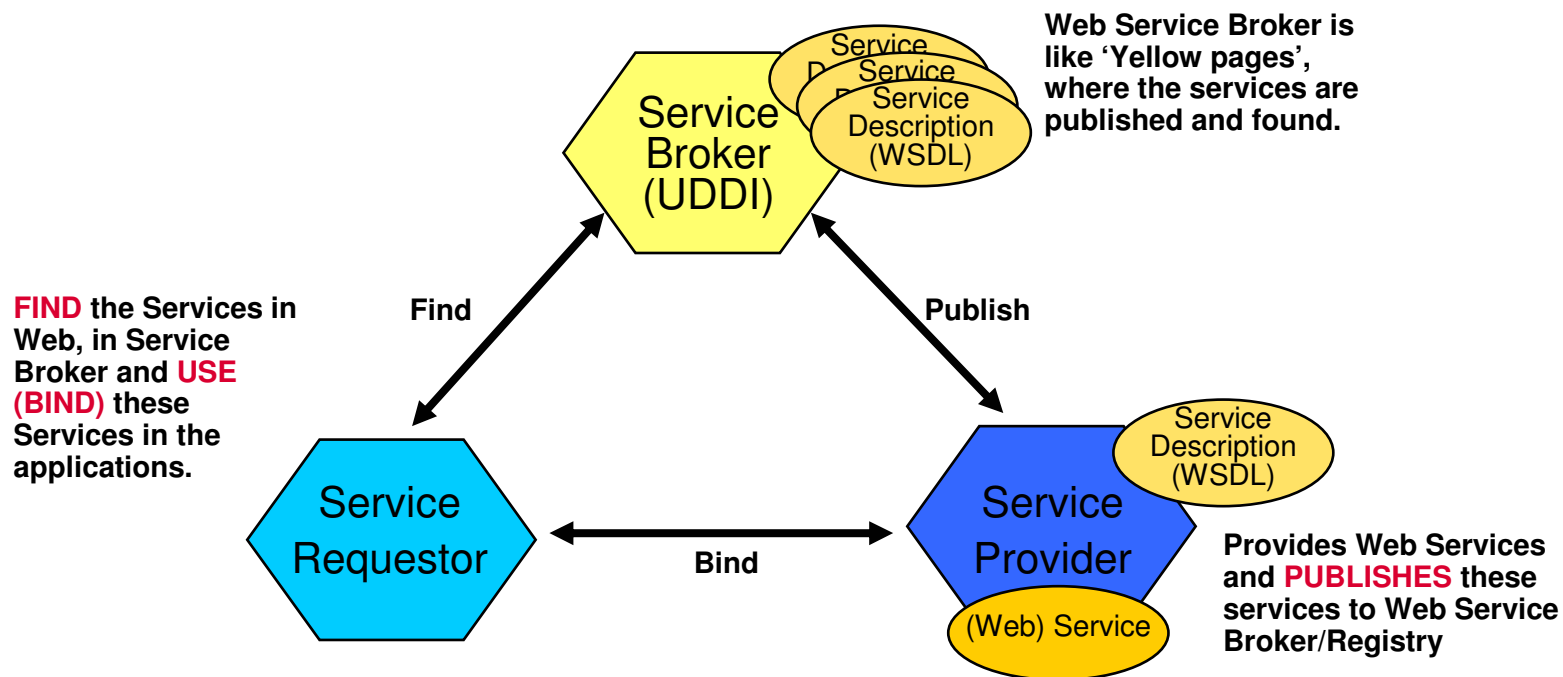 Web Service Broker is
like ‘Yellow pages’,
where the services are
published and found.
Service
D
Service
D
Service
Description
(WSDL)
Service
Broker
(UDDI)
FIND the Services in
Web, in Service
Broker and USE
(BIND) these
Services in the
applications.
Find
Publish
Service
Description
(WSDL)
Service
Requestor
Bind
Service
Provider
(Web) Service
Provides Web Services
and PUBLISHES these
services to Web Service
Broker/Registry